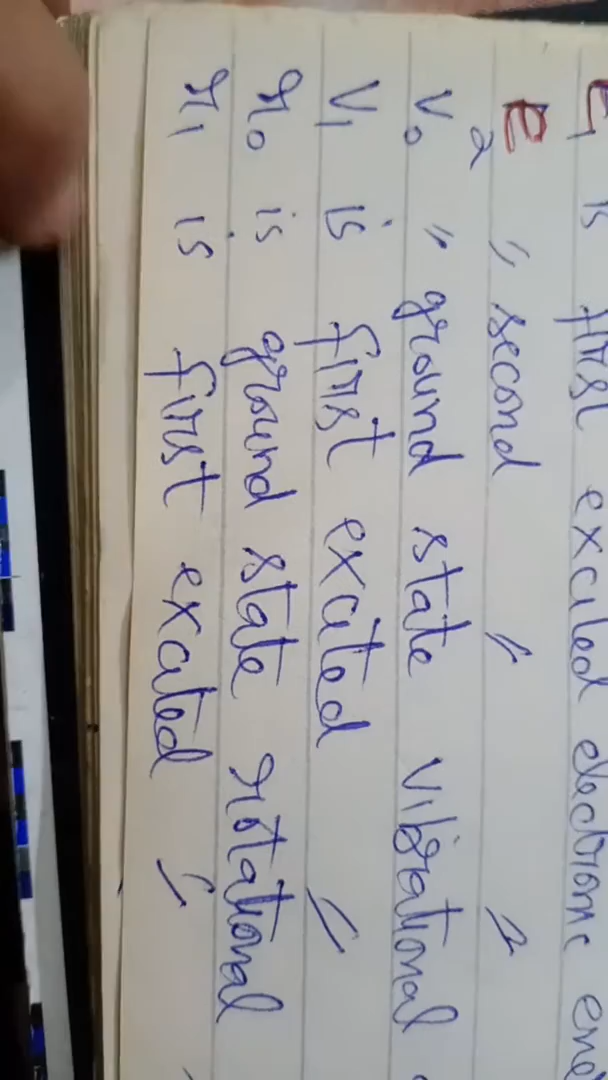 E₁ is first excited electronic ene
E₂ " second " "
V₀ " ground state vibrational
V₁ is first excited "
r₀ is ground state rotational
r₁ is first excited "